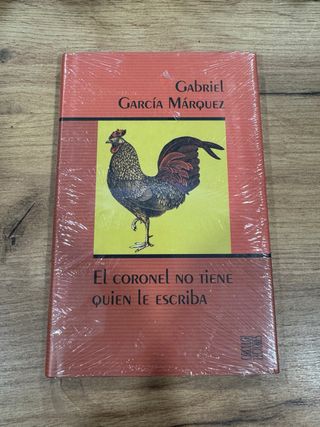 Gabriel
García Márquez
El coronel no tiene
quien le escriba